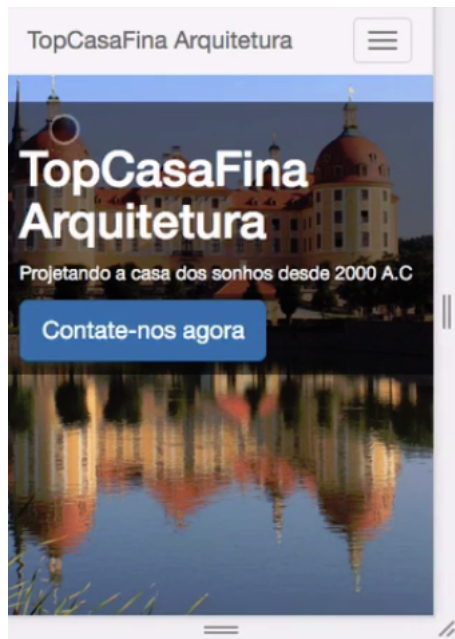 TopCasaFina Arquitetura
TopCasaFina
Arquitetura
Projetando a casa dos sonhos desde 2000 A.C
Contate-nos agora